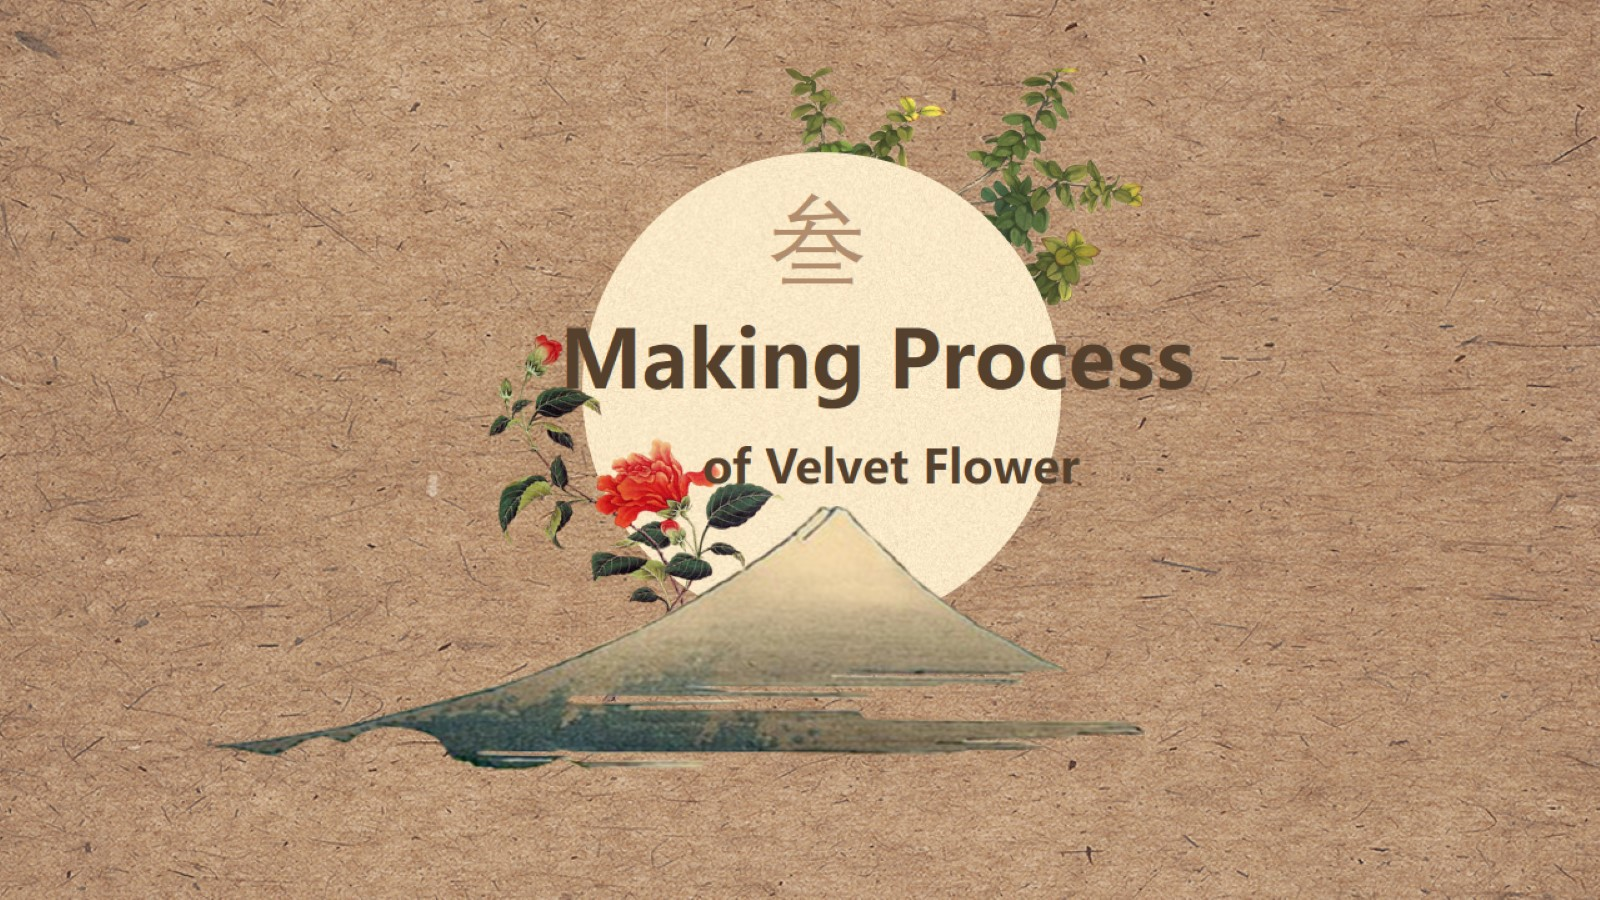 叁
Making Process
of Velvet Flower